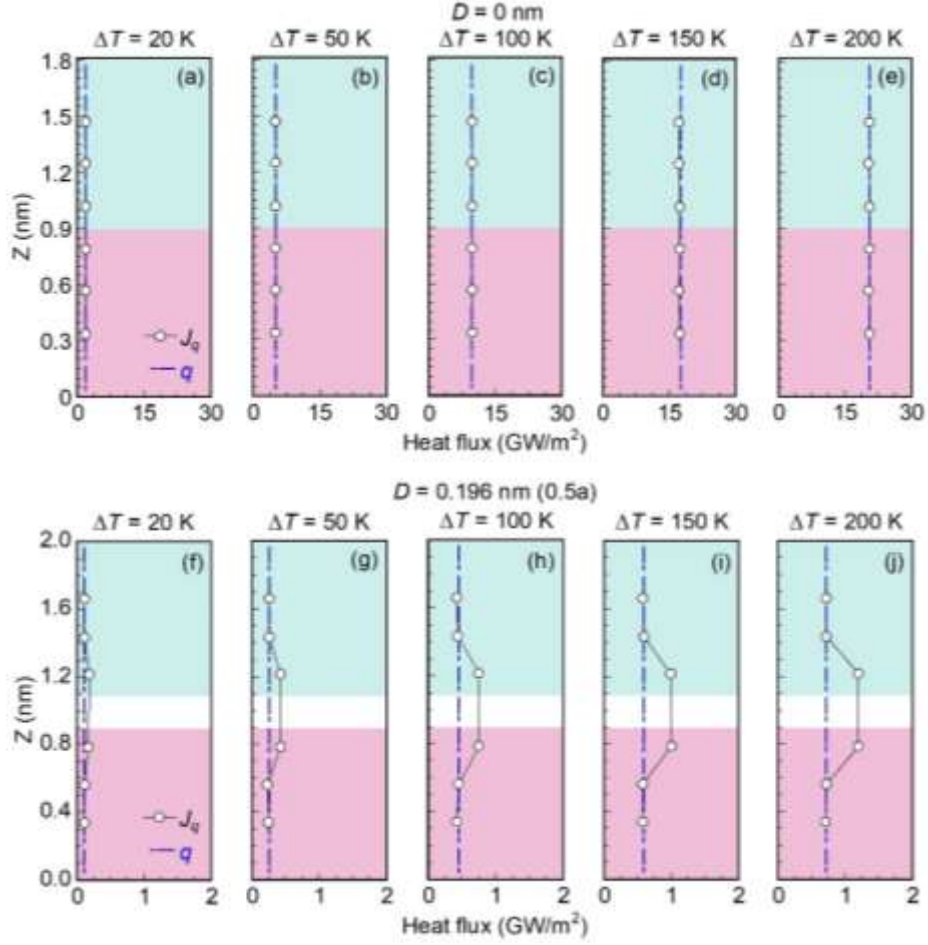 D = 0 nm
ΔT = 20 K ΔT = 50 K ΔT = 100 K ΔT = 150 K ΔT = 200 K
1.8 (a) (b) (c) (d) (e)
1.5
1.2
0.9
0.6
0.3
0
Z (nm)
Jq
q
0 15 30 0 15 30 0 15 30 0 15 30 0 15 30
Heat flux (GW/m²)
D = 0.196 nm (0.5a)
ΔT = 20 K ΔT = 50 K ΔT = 100 K ΔT = 150 K ΔT = 200 K
2.0 (f) (g) (h) (i) (j)
1.6
1.2
0.8
0.4
0.0
Z (nm)
Jq
q
0 1 2 0 1 2 0 1 2 0 1 2 0 1 2
Heat flux (GW/m²)